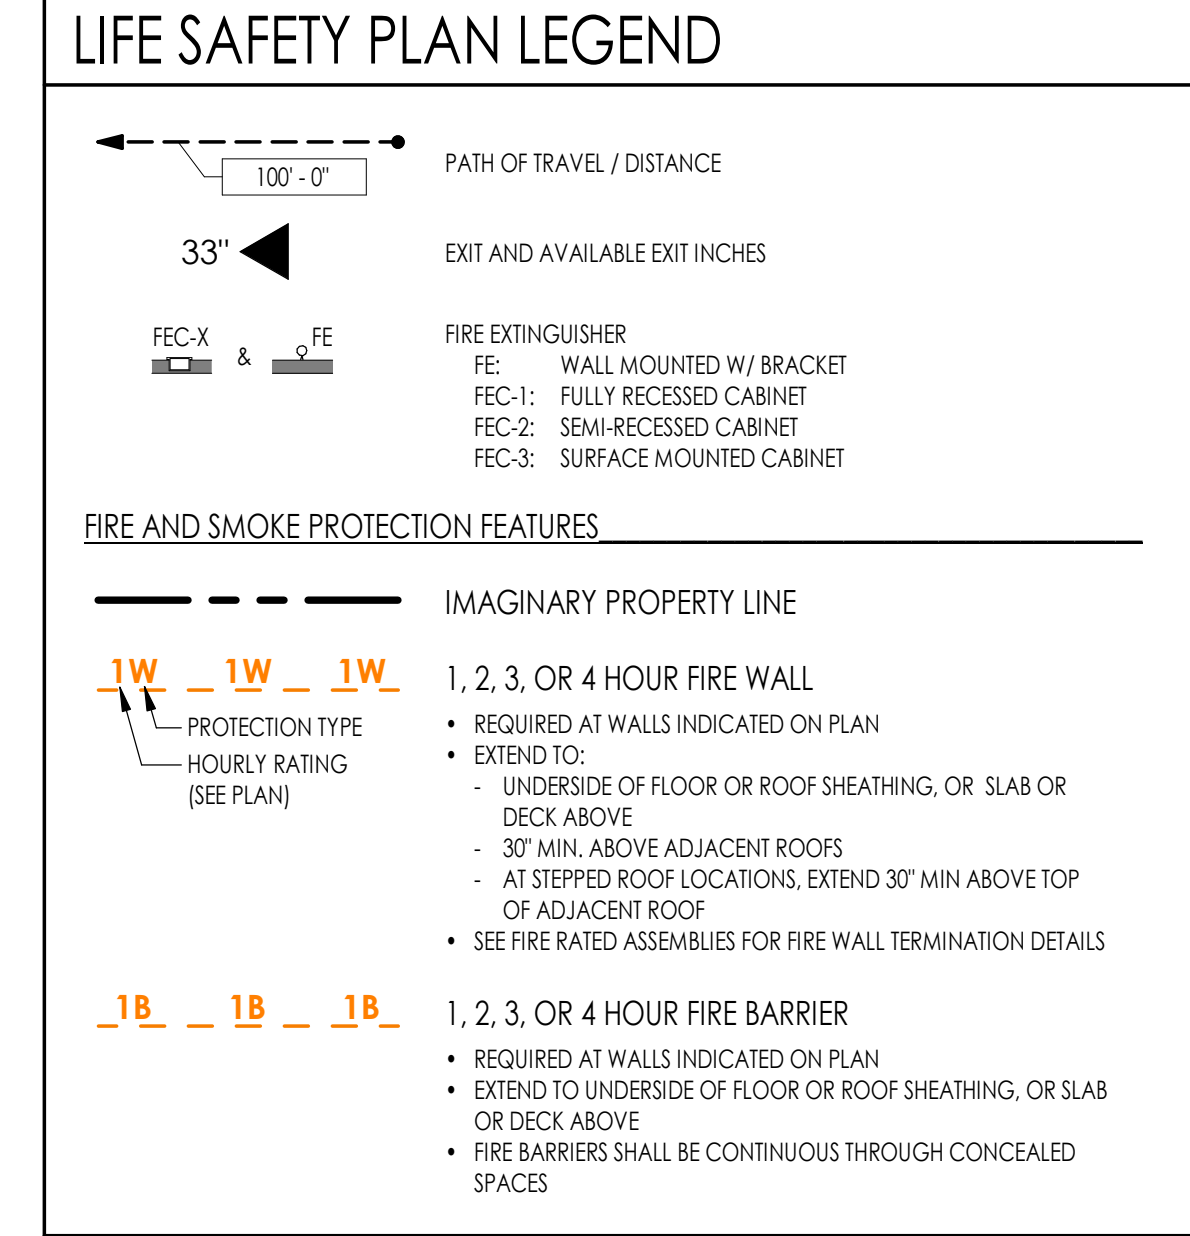 LIFE SAFETY PLAN LEGEND
100' - 0"
PATH OF TRAVEL / DISTANCE
33"
EXIT AND AVAILABLE EXIT INCHES
FEC-X & FE
FIRE EXTINGUISHER
FE: WALL MOUNTED W/ BRACKET
FEC-1: FULLY RECESSED CABINET
FEC-2: SEMI-RECESSED CABINET
FEC-3: SURFACE MOUNTED CABINET
FIRE AND SMOKE PROTECTION FEATURES
IMAGINARY PROPERTY LINE
1W 1W 1W
PROTECTION TYPE
HOURLY RATING
(SEE PLAN)
1, 2, 3, OR 4 HOUR FIRE WALL
• REQUIRED AT WALLS INDICATED ON PLAN
• EXTEND TO:
- UNDERSIDE OF FLOOR OR ROOF SHEATHING, OR SLAB OR
DECK ABOVE
- 30" MIN. ABOVE ADJACENT ROOFS
- AT STEPPED ROOF LOCATIONS, EXTEND 30" MIN ABOVE TOP
OF ADJACENT ROOF
• SEE FIRE RATED ASSEMBLIES FOR FIRE WALL TERMINATION DETAILS
1B 1B 1B
1, 2, 3, OR 4 HOUR FIRE BARRIER
• REQUIRED AT WALLS INDICATED ON PLAN
• EXTEND TO UNDERSIDE OF FLOOR OR ROOF SHEATHING, OR SLAB
OR DECK ABOVE
• FIRE BARRIERS SHALL BE CONTINUOUS THROUGH CONCEALED
SPACES